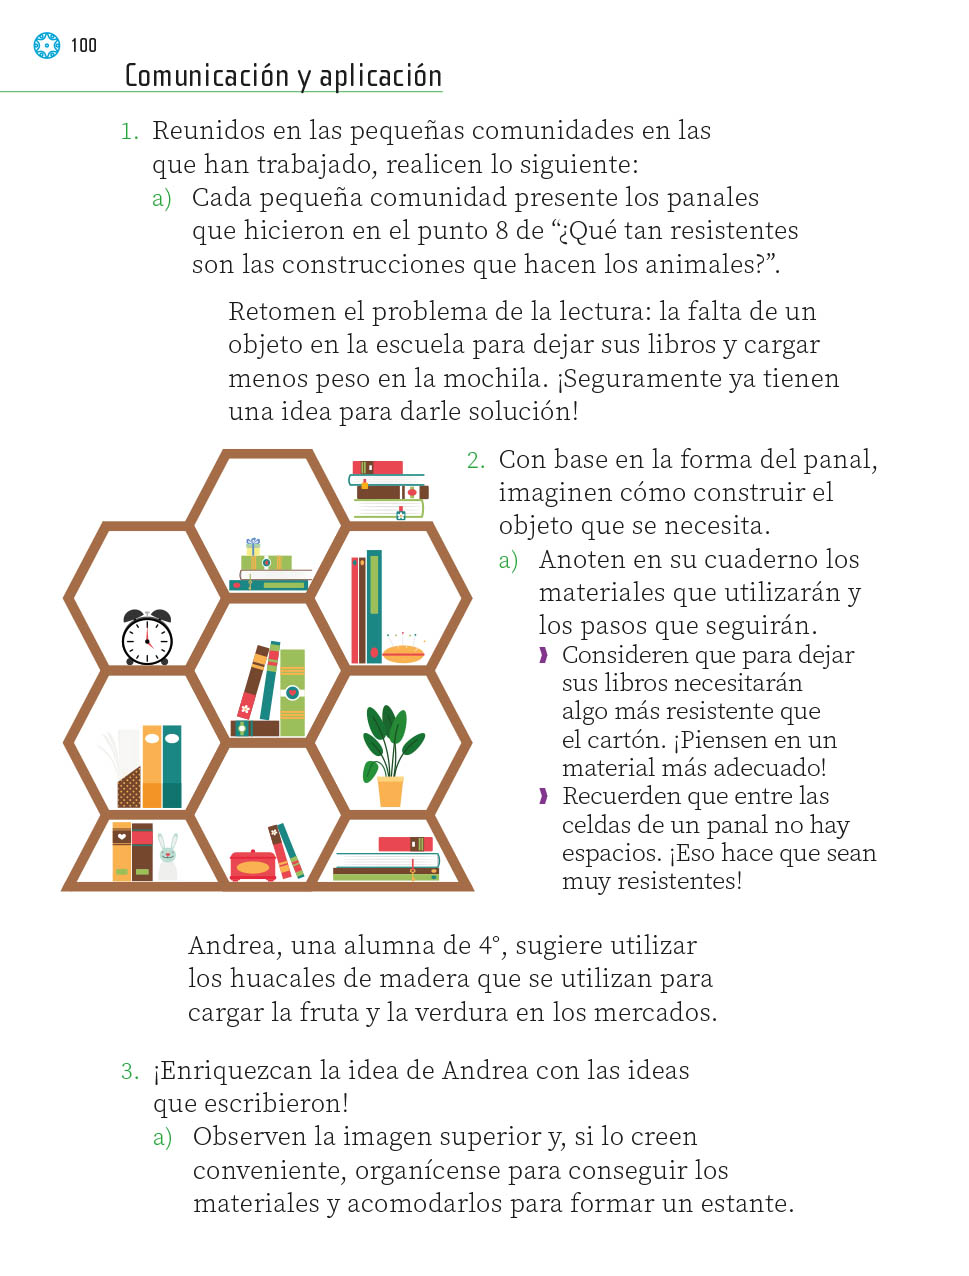 100
Comunicación y aplicación
1. Reunidos en las pequeñas comunidades en las
que han trabajado, realicen lo siguiente:
a) Cada pequeña comunidad presente los panales
que hicieron en el punto 8 de “¿Qué tan resistentes
son las construcciones que hacen los animales?”.
Retomen el problema de la lectura: la falta de un
objeto en la escuela para dejar sus libros y cargar
menos peso en la mochila. ¡Seguramente ya tienen
una idea para darle solución!
2. Con base en la forma del panal,
imaginen cómo construir el
objeto que se necesita.
a) Anoten en su cuaderno los
materiales que utilizarán y
los pasos que seguirán.
Consideren que para dejar
sus libros necesitarán
algo más resistente que
el cartón. ¡Piensen en un
material más adecuado!
Recuerden que entre las
celdas de un panal no hay
espacios. ¡Eso hace que sean
muy resistentes!
Andrea, una alumna de 4°, sugiere utilizar
los huacales de madera que se utilizan para
cargar la fruta y la verdura en los mercados.
3. ¡Enriquezcan la idea de Andrea con las ideas
que escribieron!
a) Observen la imagen superior y, si lo creen
conveniente, organícense para conseguir los
materiales y acomodarlos para formar un estante.